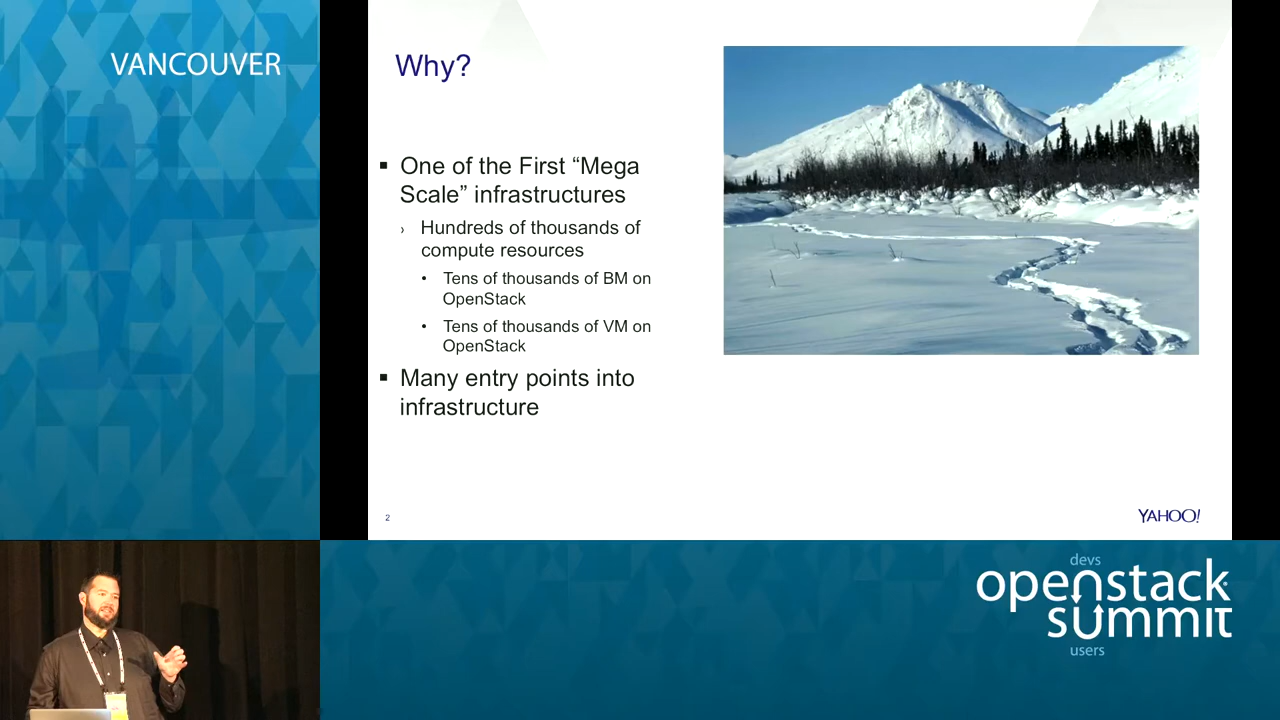 VANCOUVER
Why?
▪ One of the First “Mega
Scale” infrastructures
› Hundreds of thousands of
compute resources
• Tens of thousands of BM on
OpenStack
• Tens of thousands of VM on
OpenStack
▪ Many entry points into
infrastructure
2
YAHOO!
devs
openstack
summit
users